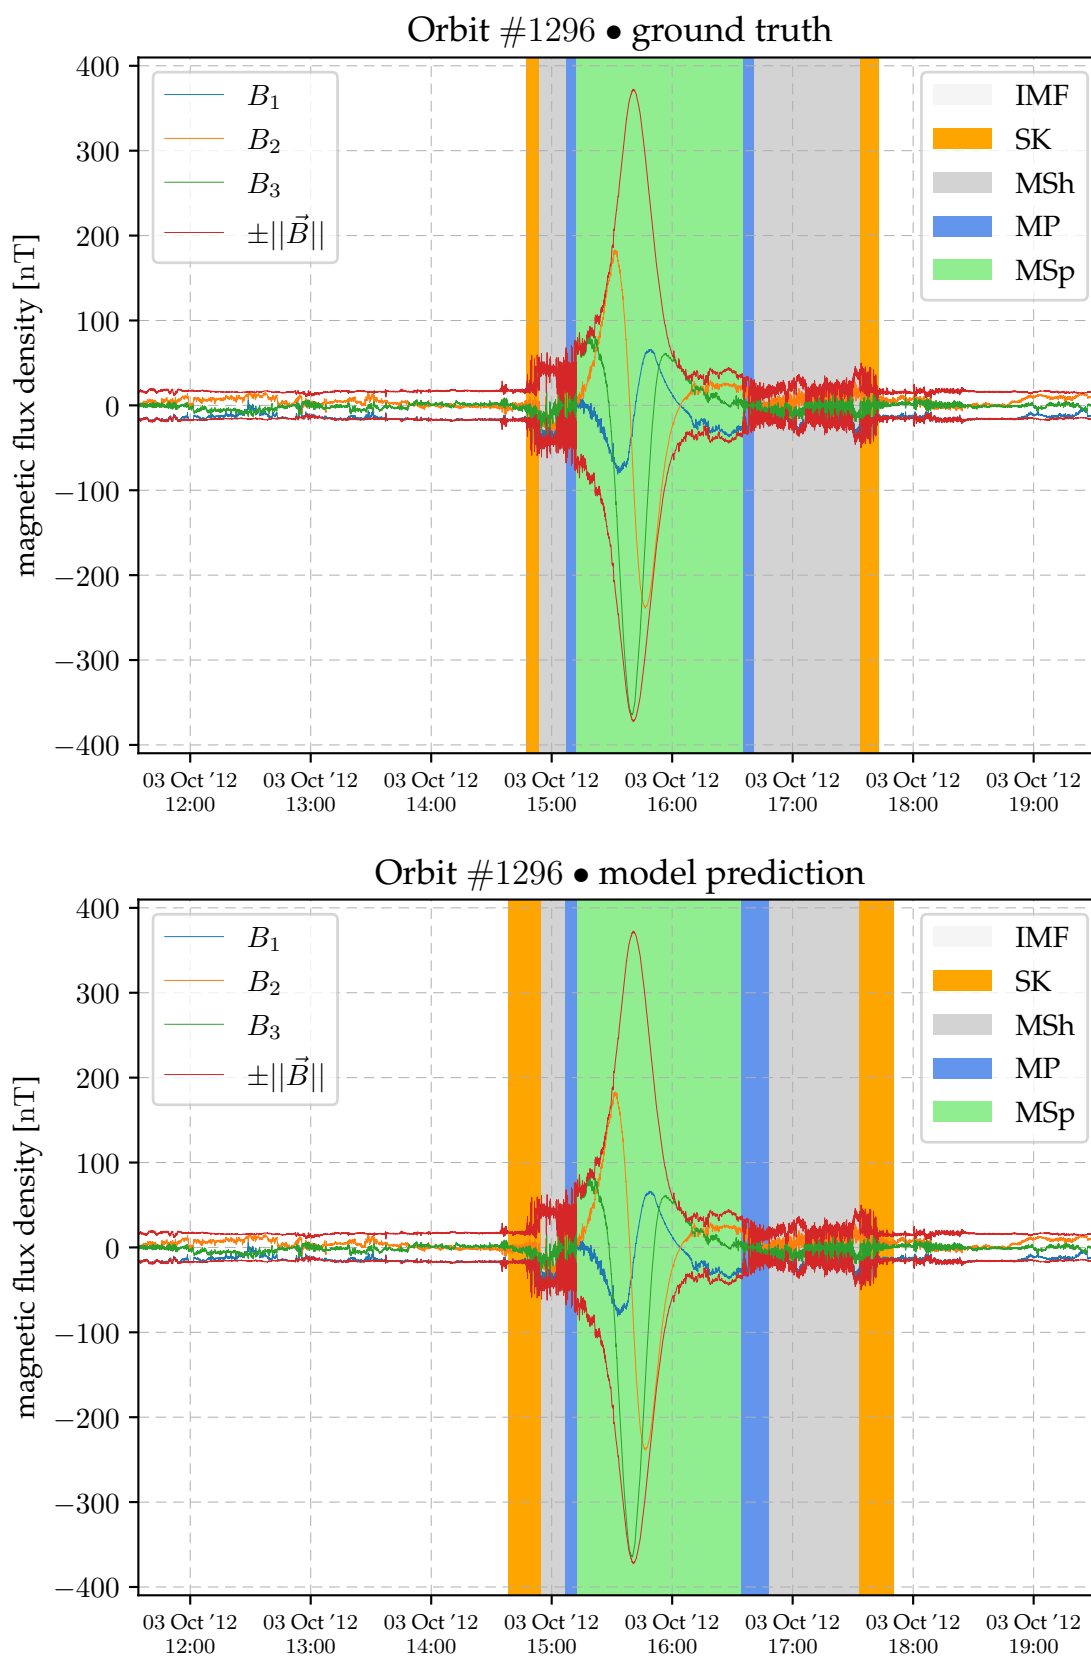 Orbit #1296 • ground truth
400
300
200
100
0
−100
−200
−300
−400
magnetic flux density [nT]
B₁
B₂
B₃
±||B⃗||
IMF
SK
MSh
MP
MSp
03 Oct '12 03 Oct '12 03 Oct '12 03 Oct '12 03 Oct '12 03 Oct '12 03 Oct '12 03 Oct '12
12:00 13:00 14:00 15:00 16:00 17:00 18:00 19:00
Orbit #1296 • model prediction
400
300
200
100
0
−100
−200
−300
−400
magnetic flux density [nT]
B₁
B₂
B₃
±||B⃗||
IMF
SK
MSh
MP
MSp
03 Oct '12 03 Oct '12 03 Oct '12 03 Oct '12 03 Oct '12 03 Oct '12 03 Oct '12 03 Oct '12
12:00 13:00 14:00 15:00 16:00 17:00 18:00 19:00